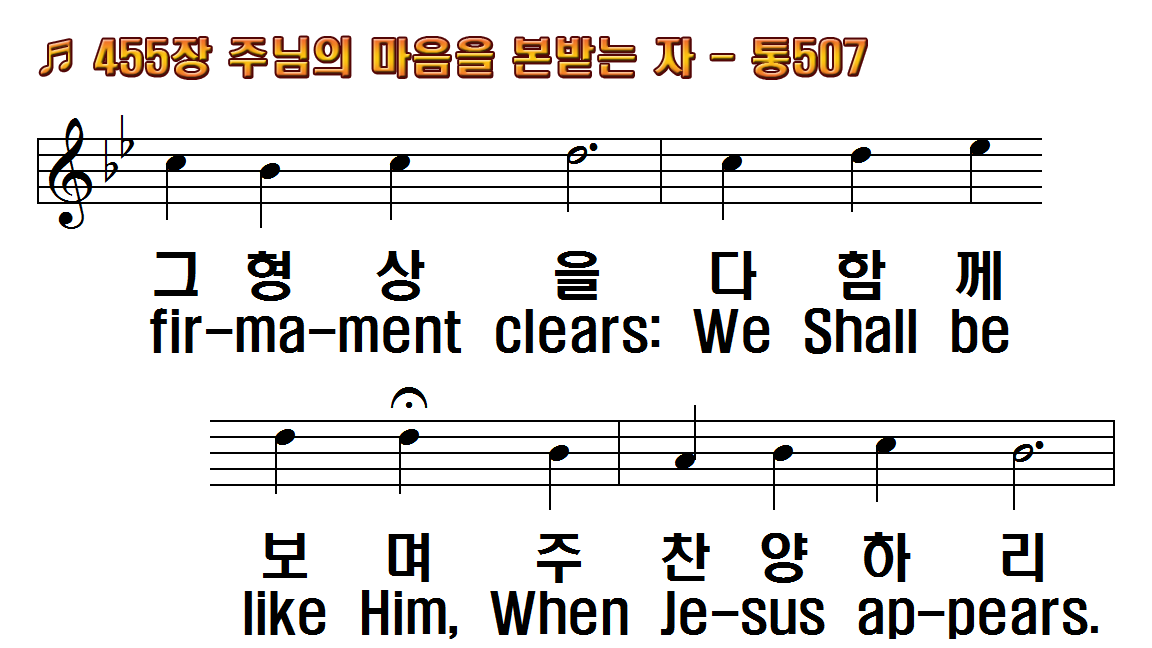 ♬ 455장 주님의 마음을 본받는 자 - 통507
그 형 상 을 다 함 께
fir-ma-ment clears: We Shall be
보 며 주 찬 양 하 리
like Him, When Je-sus ap-pears.